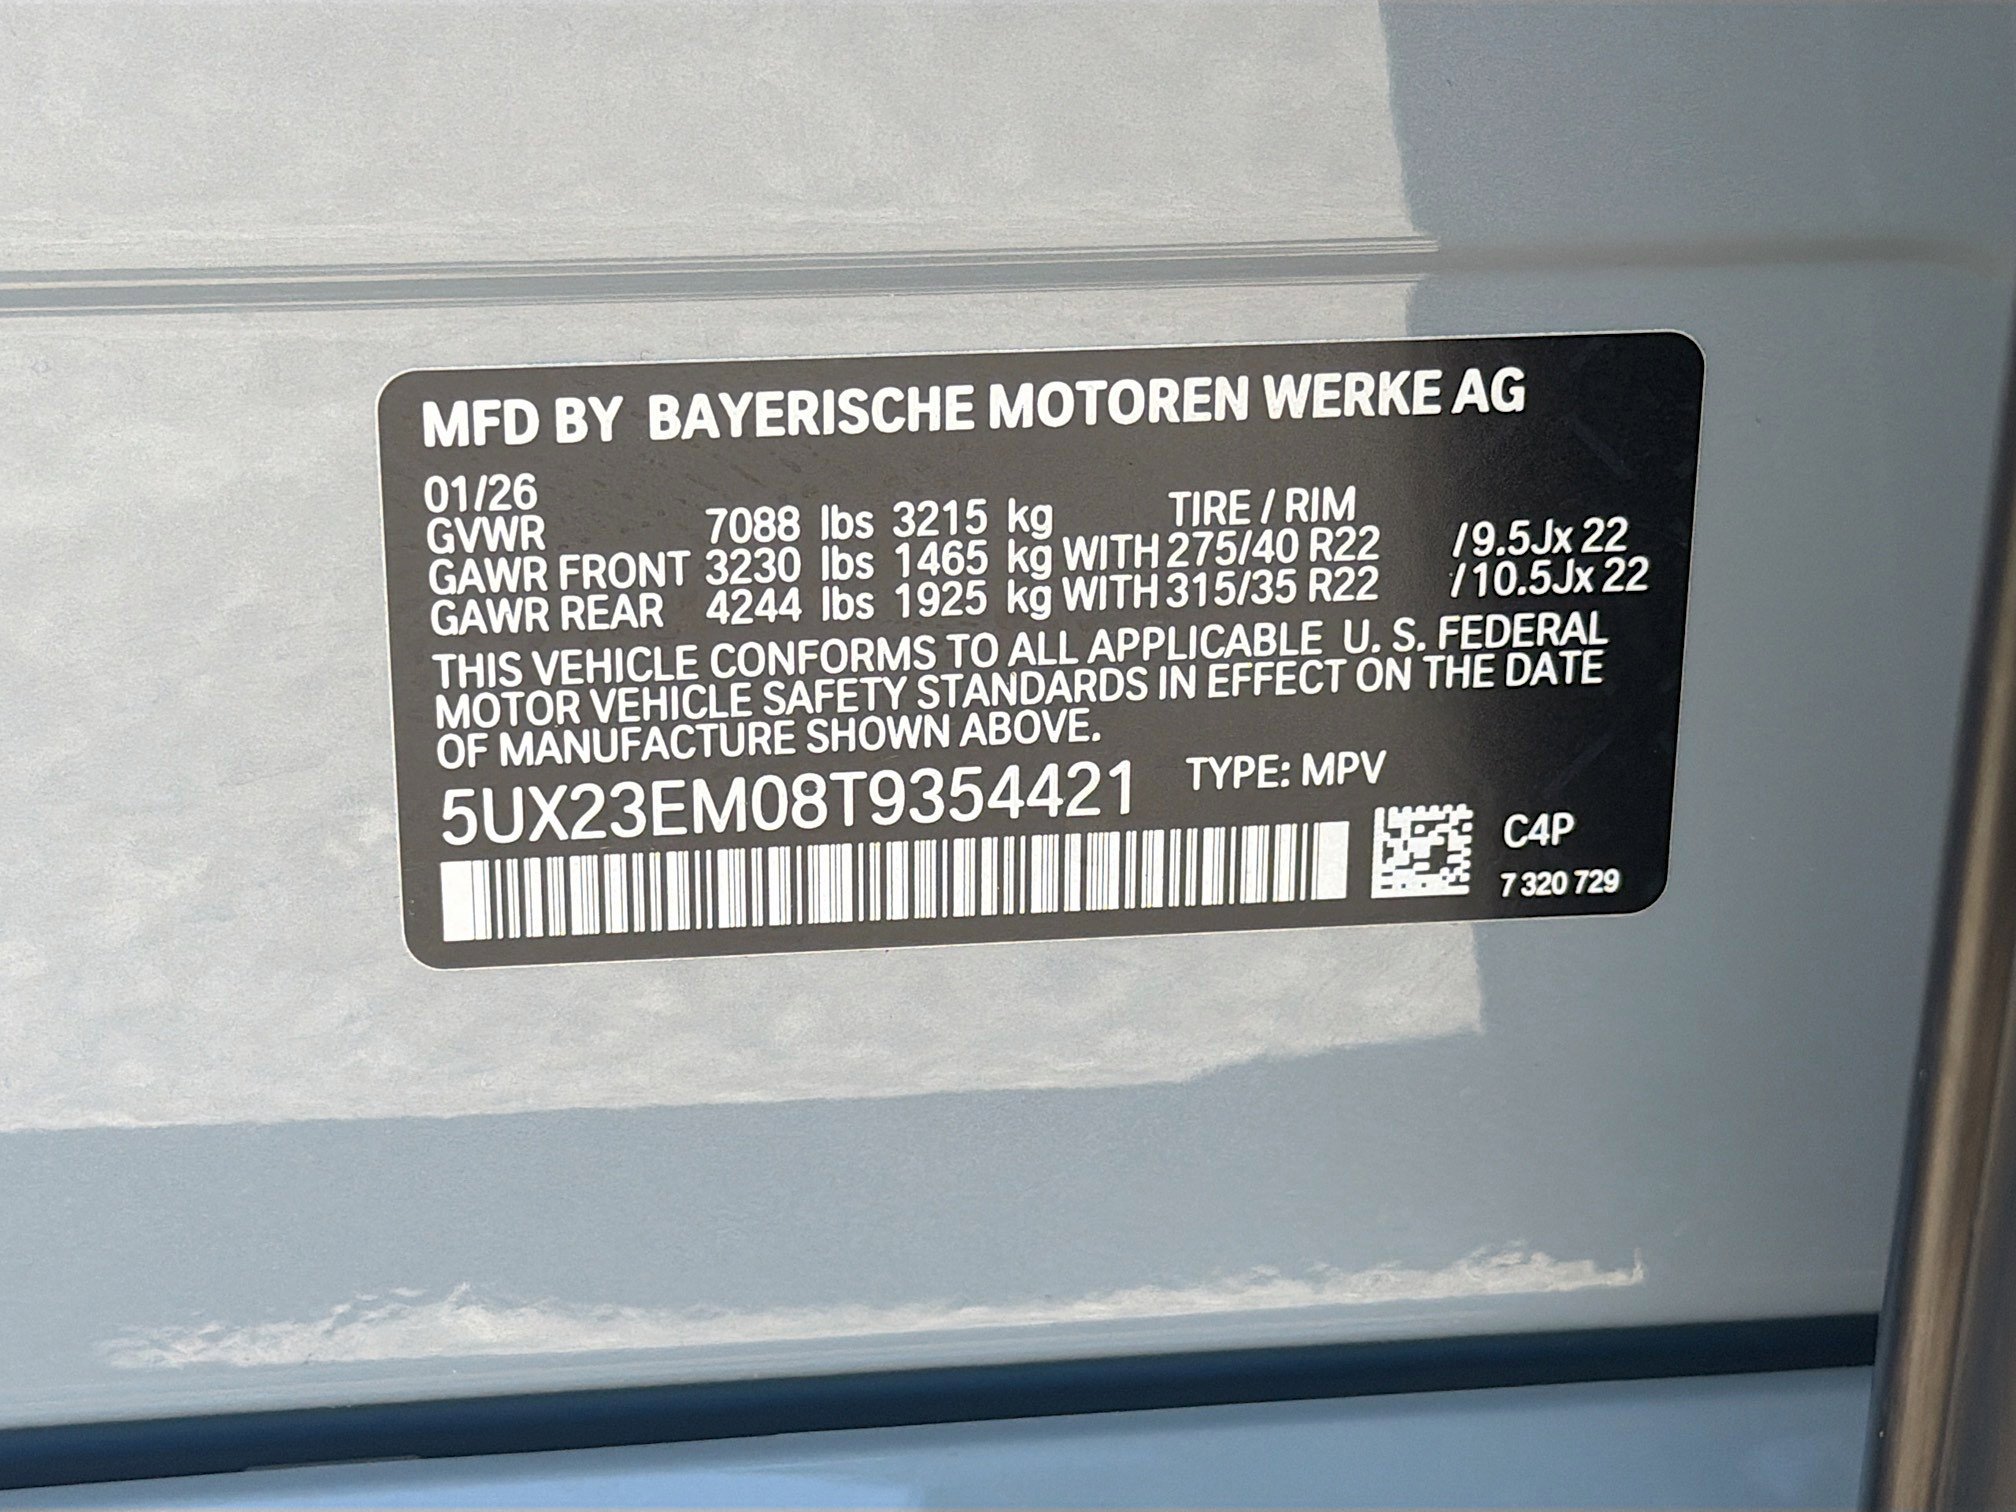 MFD BY BAYERISCHE MOTOREN WERKE AG
01/26 TIRE / RIM
GVWR 7088 lbs 3215 kg
GAWR FRONT 3230 lbs 1465 kg WITH 275/40 R22 /9.5Jx 22
GAWR REAR 4244 lbs 1925 kg WITH 315/35 R22 /10.5Jx 22
THIS VEHICLE CONFORMS TO ALL APPLICABLE U. S. FEDERAL
MOTOR VEHICLE SAFETY STANDARDS IN EFFECT ON THE DATE
OF MANUFACTURE SHOWN ABOVE.
5UX23EM08T9354421 TYPE: MPV
C4P
7 320 729